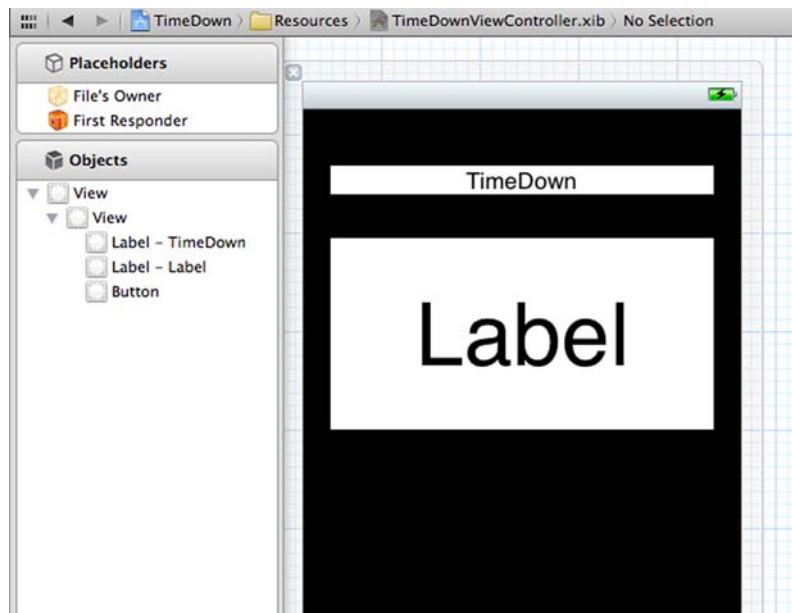 TimeDown Resources TimeDownViewController.xib No Selection
Placeholders
File's Owner
First Responder
Objects
View
View
Label – TimeDown
Label – Label
Button
TimeDown
Label